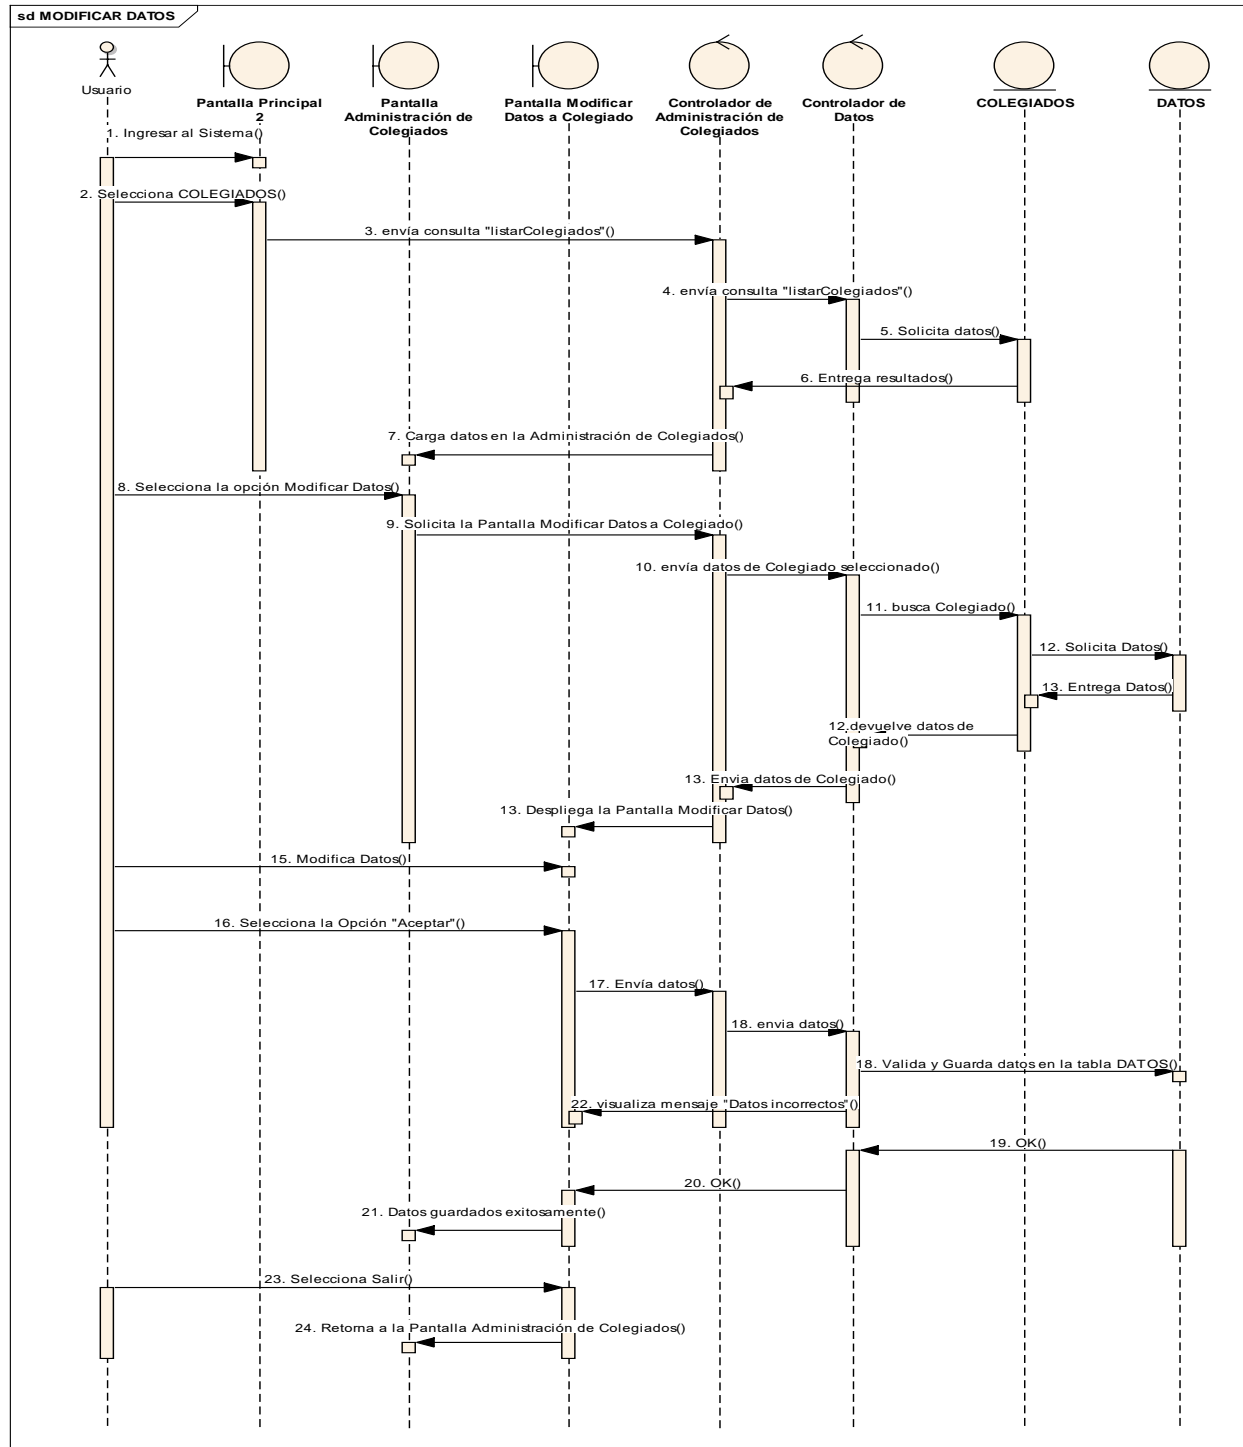 sd MODIFICAR DATOS
Usuario
Pantalla Principal
2
Pantalla
Administración de
Colegiados
Pantalla Modificar
Datos a Colegiado
Controlador de
Administración de
Colegiados
Controlador de
Datos
COLEGIADOS
DATOS
1. Ingresar al Sistema()
2. Selecciona COLEGIADOS()
3. envía consulta "listarColegiados"()
4. envía consulta "listarColegiados"()
5. Solicita datos()
6. Entrega resultados()
7. Carga datos en la Administración de Colegiados()
8. Selecciona la opción Modificar Datos()
9. Solicita la Pantalla Modificar Datos a Colegiado()
10. envía datos de Colegiado seleccionado()
11. busca Colegiado()
12. Solicita Datos()
13. Entrega Datos()
12.devuelve datos de
Colegiado()
13. Envia datos de Colegiado()
13. Despliega la Pantalla Modificar Datos()
15. Modifica Datos()
16. Selecciona la Opción "Aceptar"()
17. Envía datos()
18. envia datos()
18. Valida y Guarda datos en la tabla DATOS()
22. visualiza mensaje "Datos incorrectos"()
19. OK()
20. OK()
21. Datos guardados exitosamente()
23. Selecciona Salir()
24. Retorna a la Pantalla Administración de Colegiados()